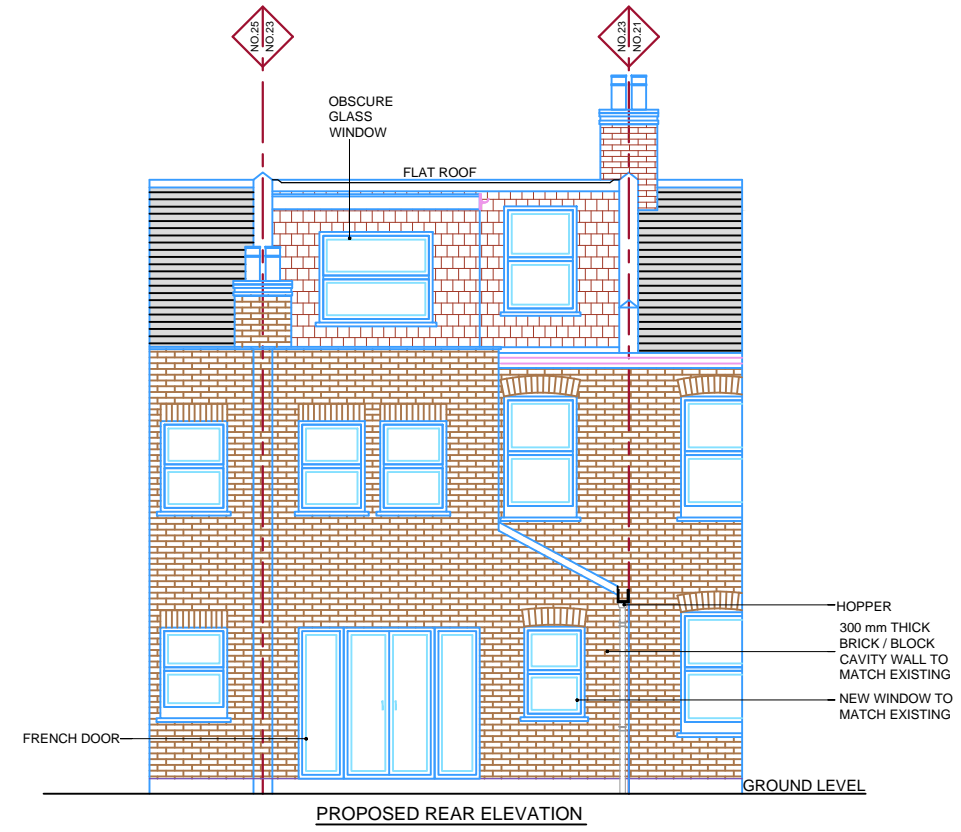 NO.25
NO.23
NO.23
NO.21
OBSCURE
GLASS
WINDOW
FLAT ROOF
HOPPER
300 mm THICK
BRICK / BLOCK
CAVITY WALL TO
MATCH EXISTING
NEW WINDOW TO
MATCH EXISTING
FRENCH DOOR
GROUND LEVEL
PROPOSED REAR ELEVATION